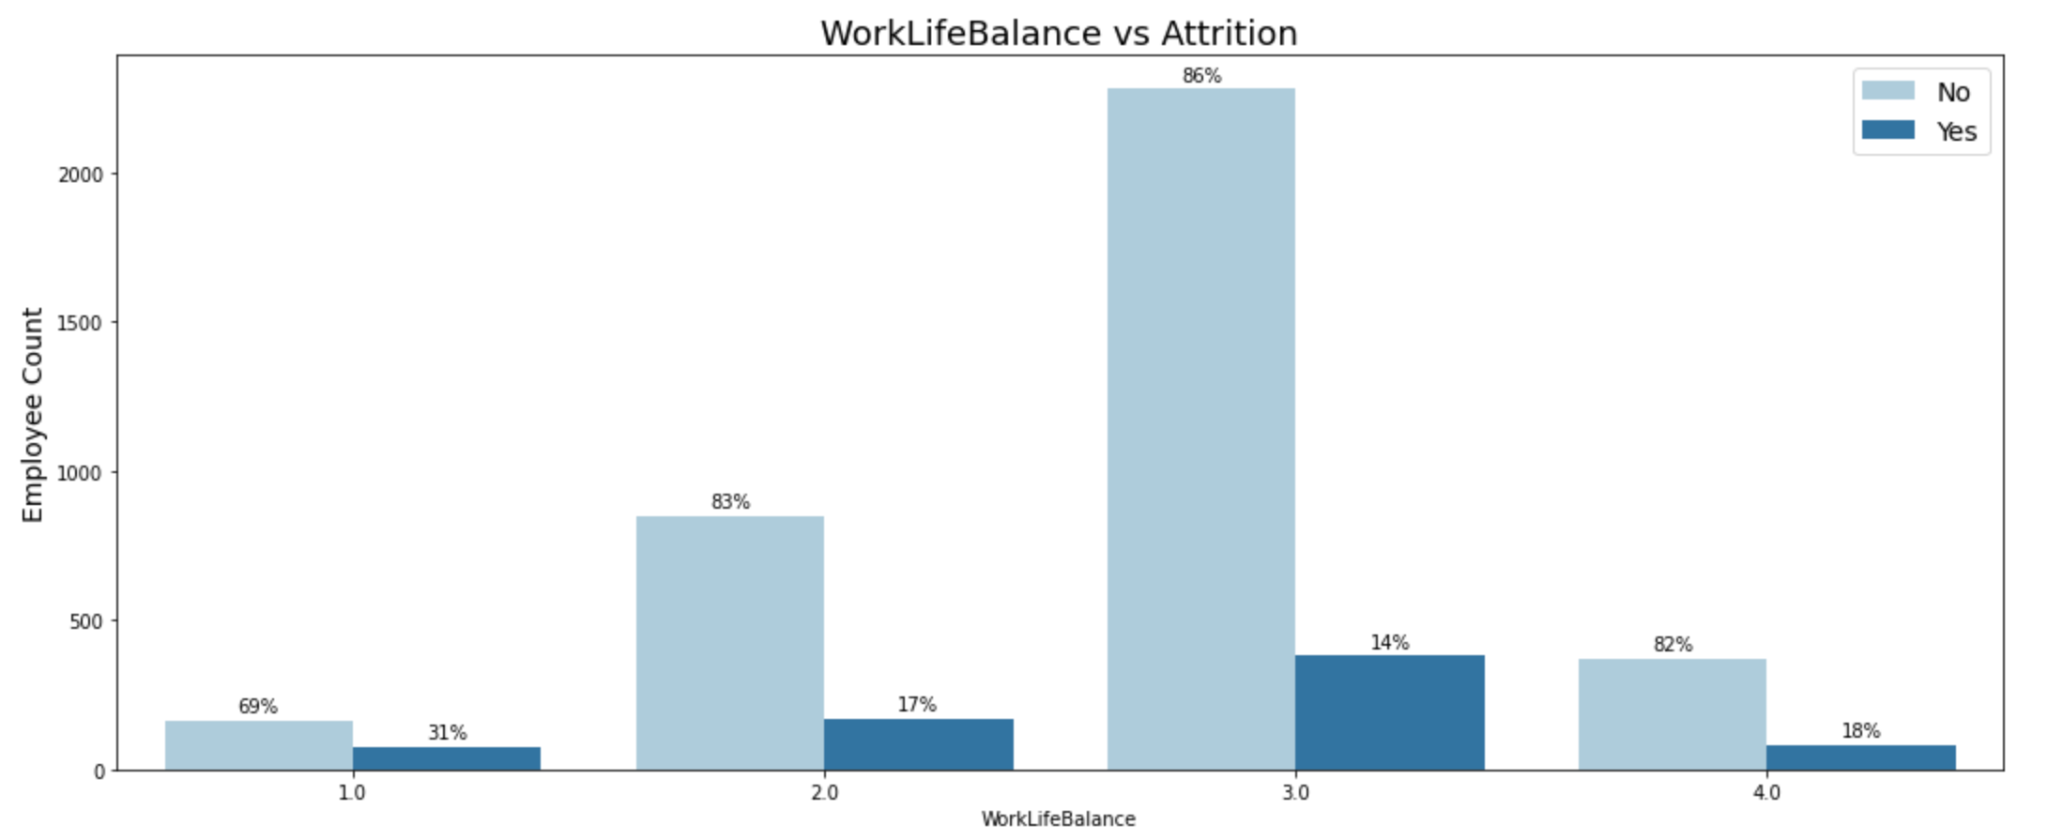 WorkLifeBalance vs Attrition
86%
No
Yes
2000
1500
Employee Count
1000
83%
500
82%
14%
69%
17%
31%
18%
0
1.0 2.0 3.0 4.0
WorkLifeBalance